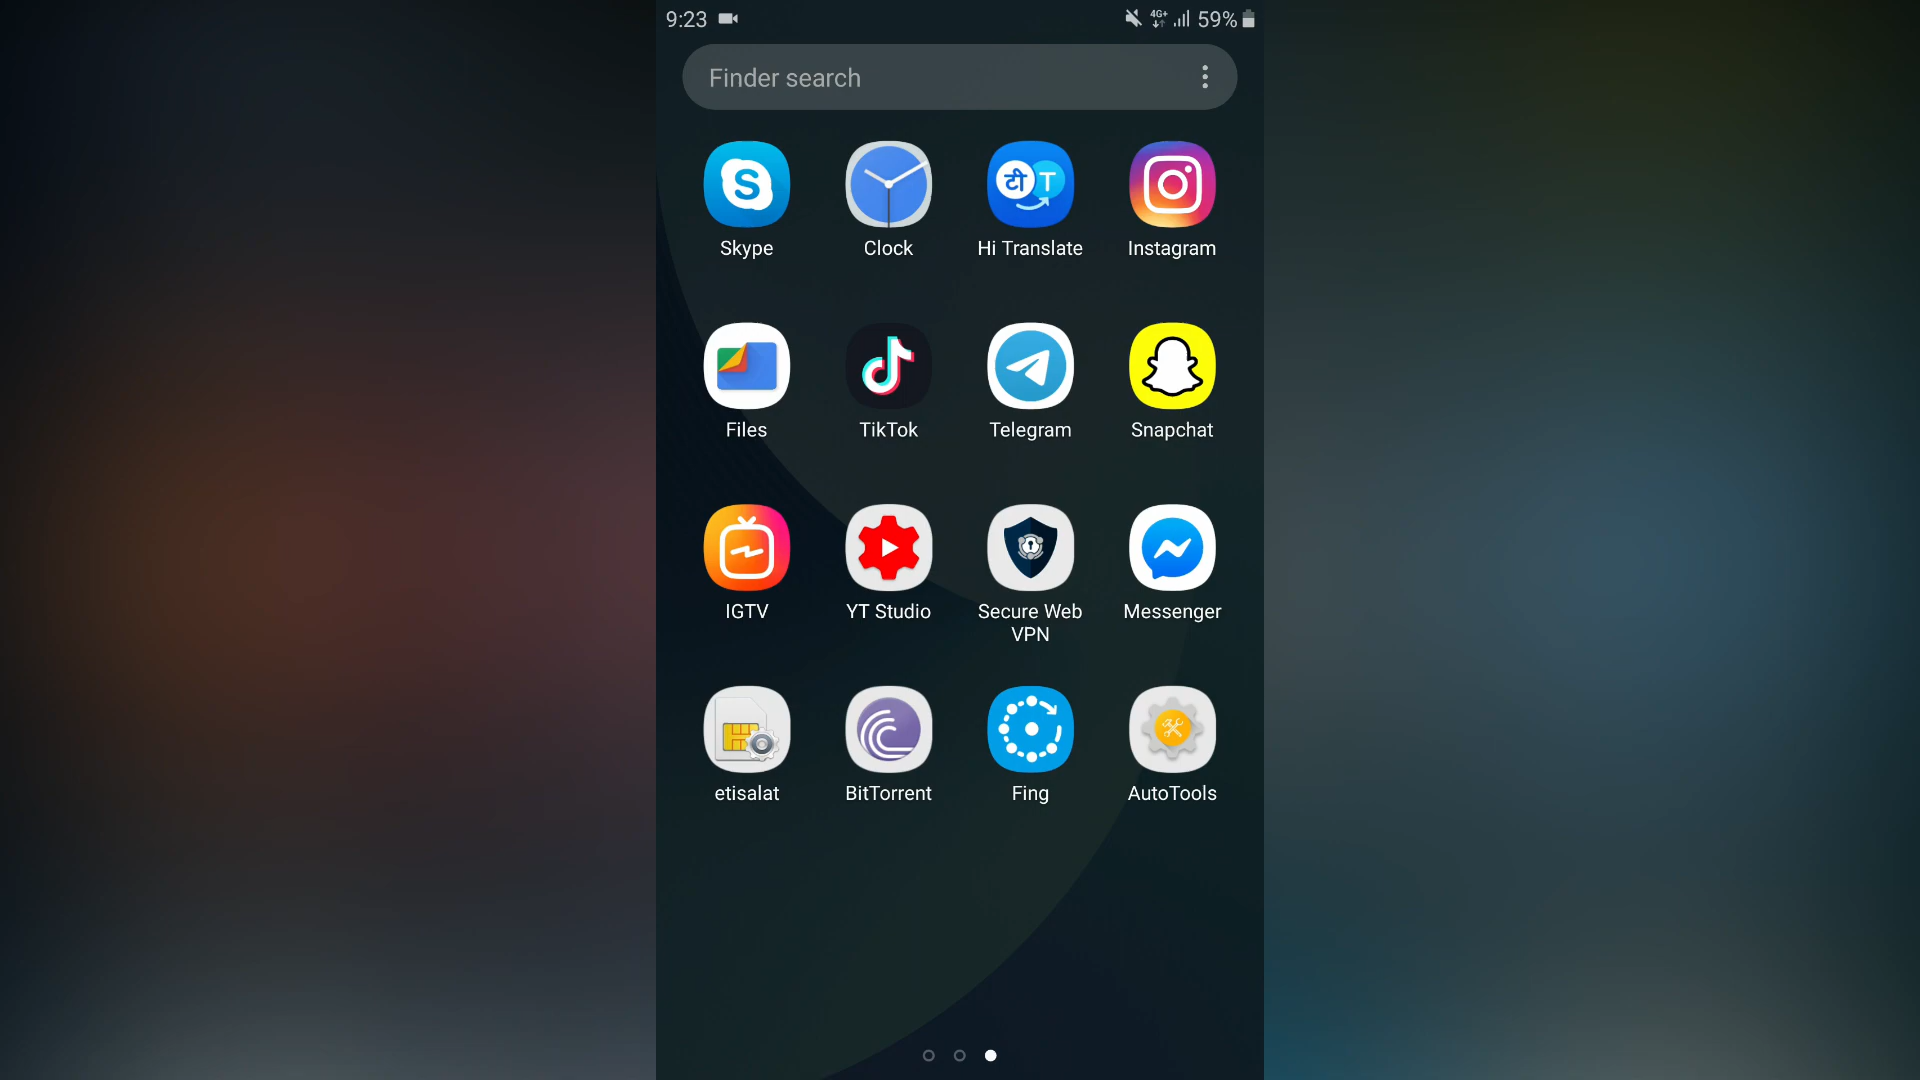 9:23 4G+ 59%
Finder search
S टी T
Skype Clock Hi Translate Instagram
Files TikTok Telegram Snapchat
IGTV YT Studio Secure Web VPN Messenger
etisalat BitTorrent Fing AutoTools